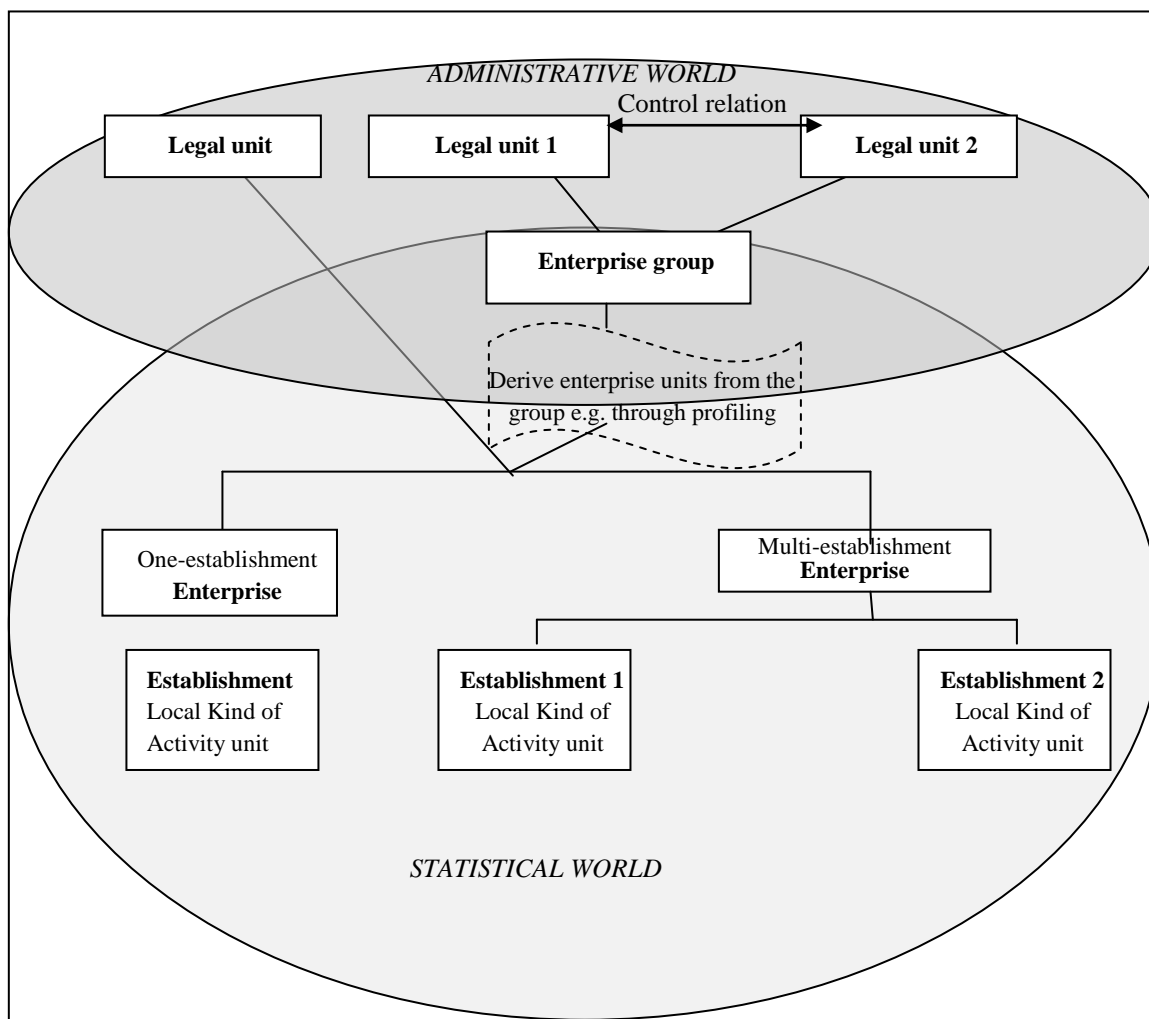 ADMINISTRATIVE WORLD
Control relation
Legal unit
Legal unit 1
Legal unit 2
Enterprise group
Derive enterprise units from the
group e.g. through profiling
One-establishment
Enterprise
Multi-establishment
Enterprise
Establishment
Local Kind of
Activity unit
Establishment 1
Local Kind of
Activity unit
Establishment 2
Local Kind of
Activity unit
STATISTICAL WORLD